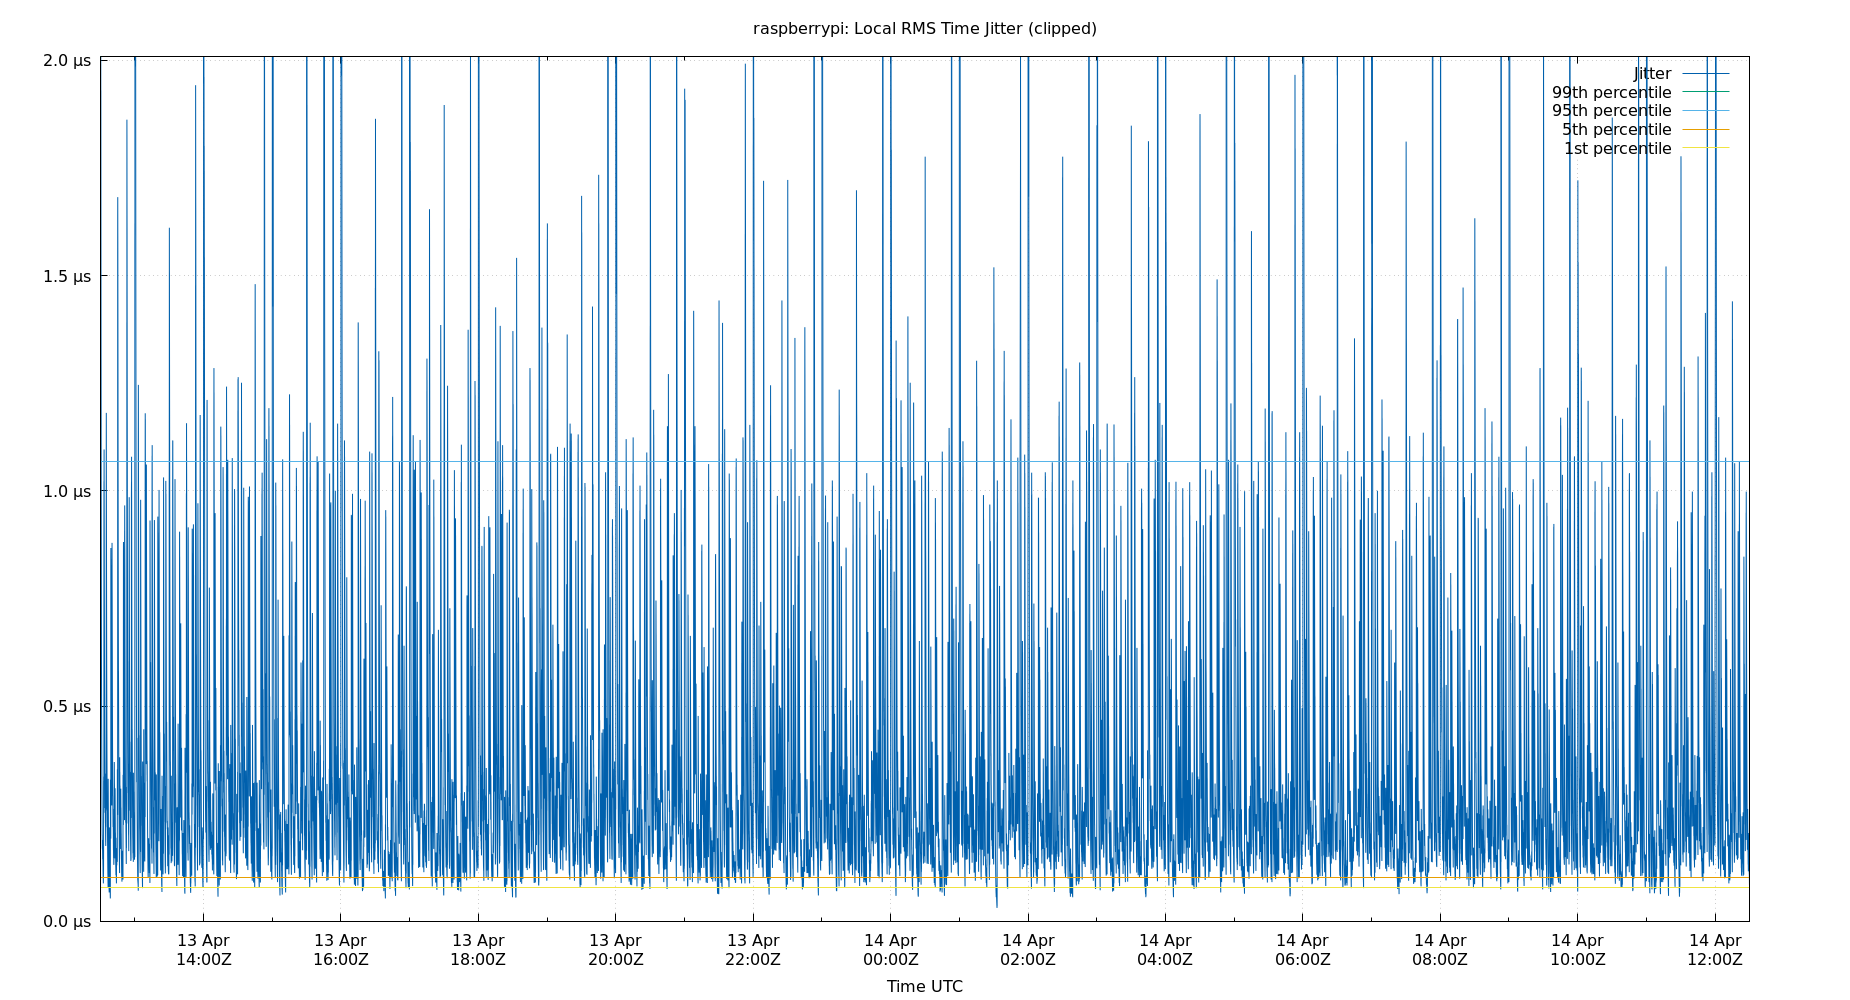 raspberrypi: Local RMS Time Jitter (clipped)
2.0 µs
1.5 µs
1.0 µs
0.5 µs
0.0 µs
Jitter
99th percentile
95th percentile
5th percentile
1st percentile
13 Apr 13 Apr 13 Apr 13 Apr 13 Apr 14 Apr 14 Apr 14 Apr 14 Apr 14 Apr 14 Apr 14 Apr
14:00Z 16:00Z 18:00Z 20:00Z 22:00Z 00:00Z 02:00Z 04:00Z 06:00Z 08:00Z 10:00Z 12:00Z
Time UTC